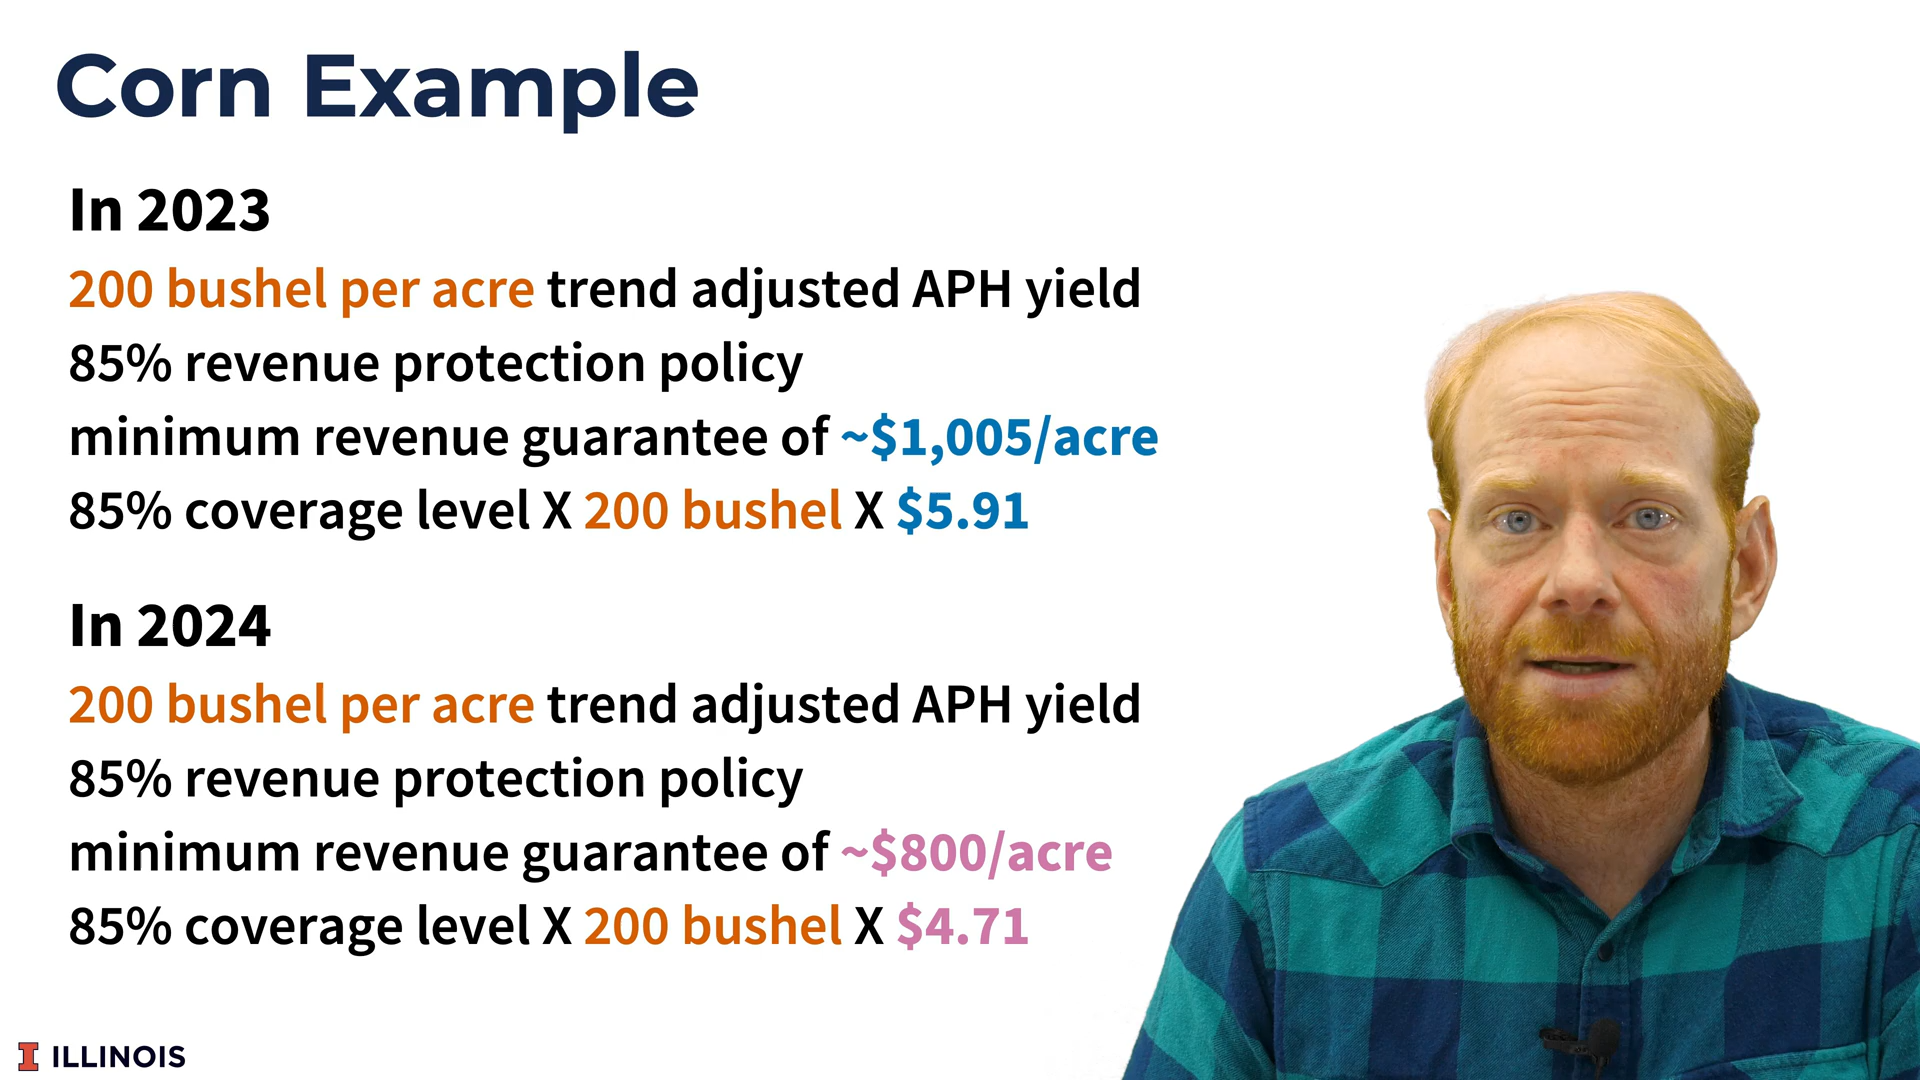 Corn Example
In 2023
200 bushel per acre trend adjusted APH yield
85% revenue protection policy
minimum revenue guarantee of ~$1,005/acre
85% coverage level X 200 bushel X $5.91
In 2024
200 bushel per acre trend adjusted APH yield
85% revenue protection policy
minimum revenue guarantee of ~$800/acre
85% coverage level X 200 bushel X $4.71
I ILLINOIS